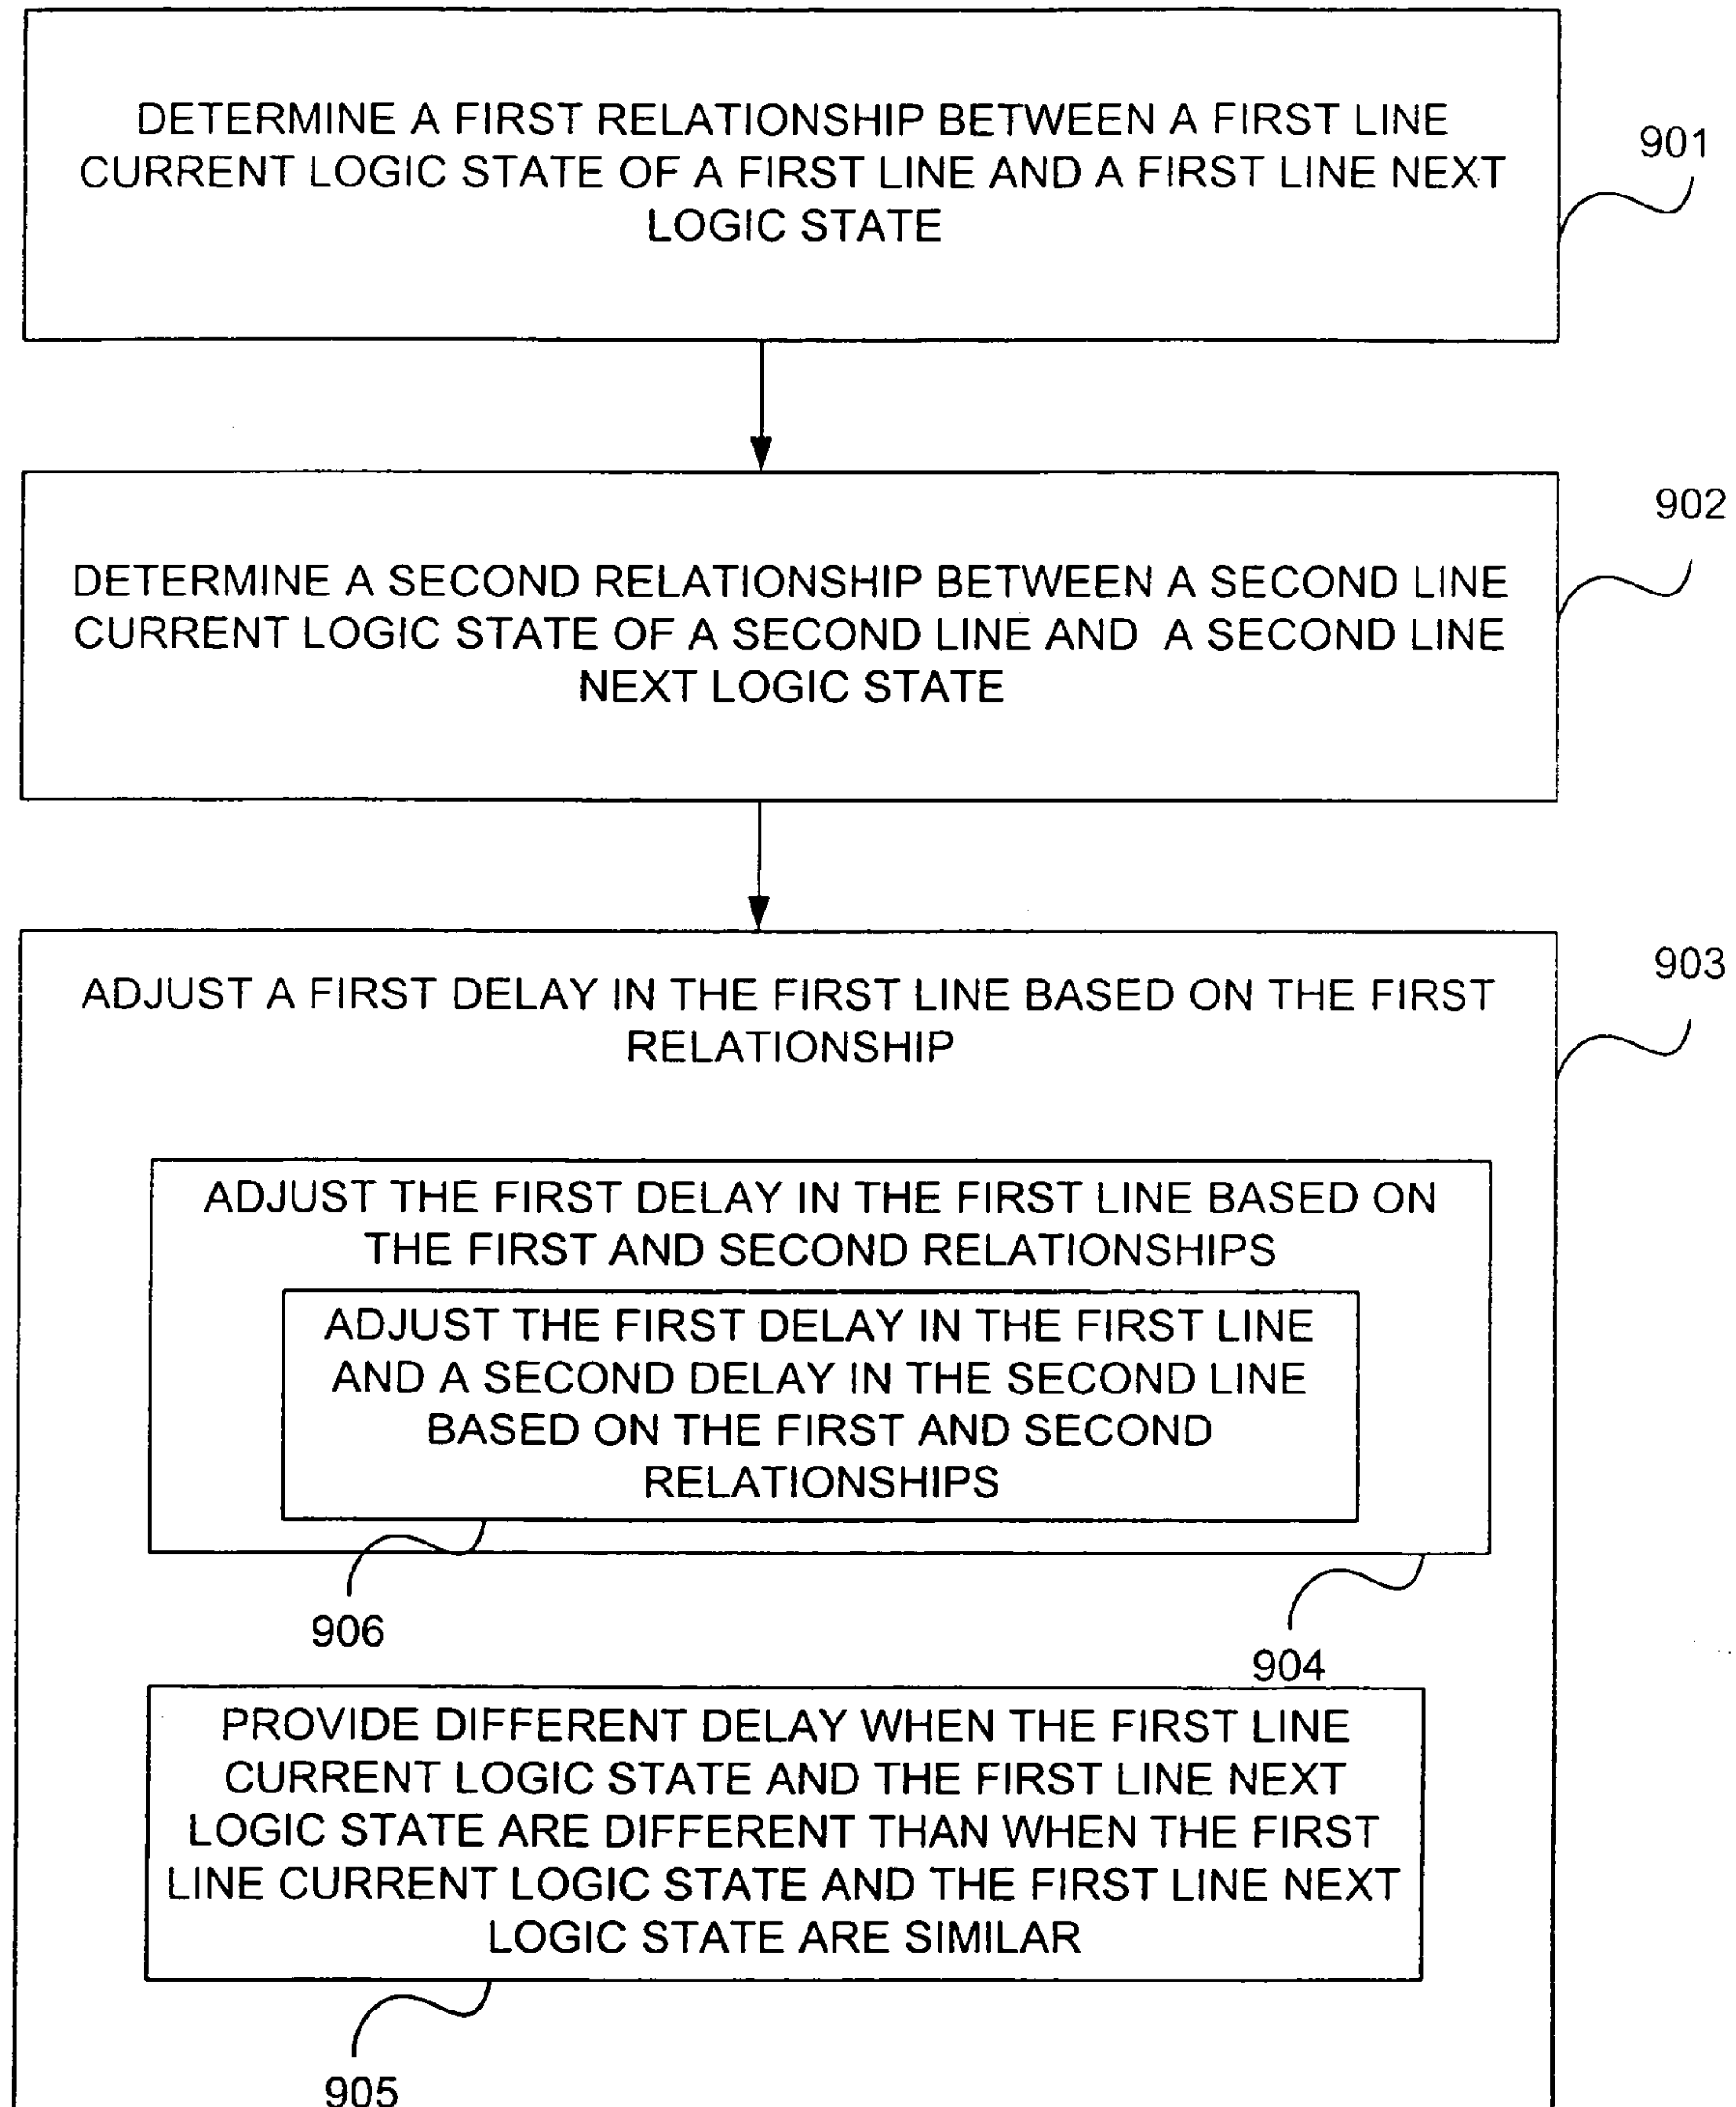 DETERMINE A FIRST RELATIONSHIP BETWEEN A FIRST LINE
CURRENT LOGIC STATE OF A FIRST LINE AND A FIRST LINE NEXT
LOGIC STATE
901
DETERMINE A SECOND RELATIONSHIP BETWEEN A SECOND LINE
CURRENT LOGIC STATE OF A SECOND LINE AND A SECOND LINE
NEXT LOGIC STATE
902
ADJUST A FIRST DELAY IN THE FIRST LINE BASED ON THE FIRST
RELATIONSHIP
903
ADJUST THE FIRST DELAY IN THE FIRST LINE BASED ON
THE FIRST AND SECOND RELATIONSHIPS
ADJUST THE FIRST DELAY IN THE FIRST LINE
AND A SECOND DELAY IN THE SECOND LINE
BASED ON THE FIRST AND SECOND
RELATIONSHIPS
906
904
PROVIDE DIFFERENT DELAY WHEN THE FIRST LINE
CURRENT LOGIC STATE AND THE FIRST LINE NEXT
LOGIC STATE ARE DIFFERENT THAN WHEN THE FIRST
LINE CURRENT LOGIC STATE AND THE FIRST LINE NEXT
LOGIC STATE ARE SIMILAR
905